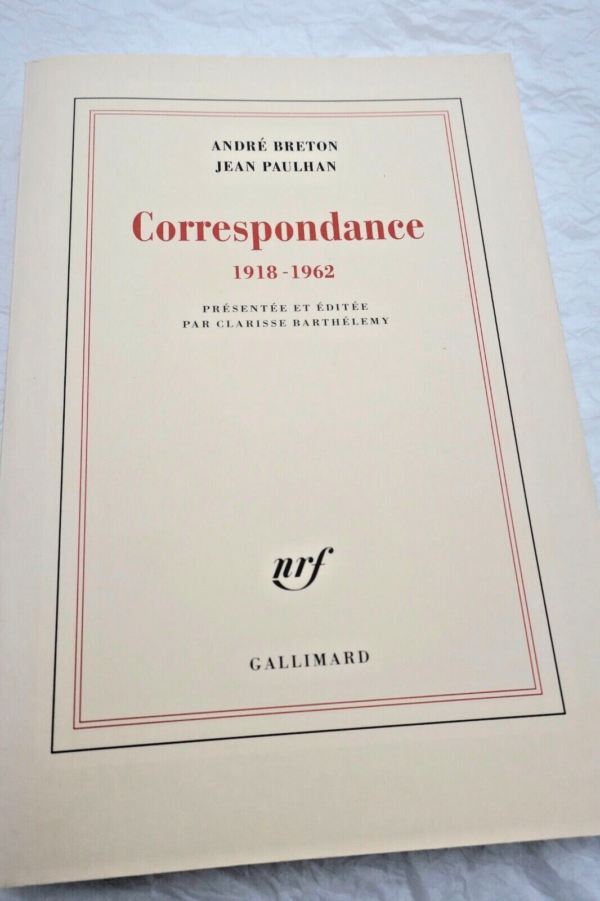 ANDRÉ BRETON
JEAN PAULHAN
Correspondance
1918-1962
PRÉSENTÉE ET ÉDITÉE
PAR CLARISSE BARTHÉLEMY
nrf
GALLIMARD